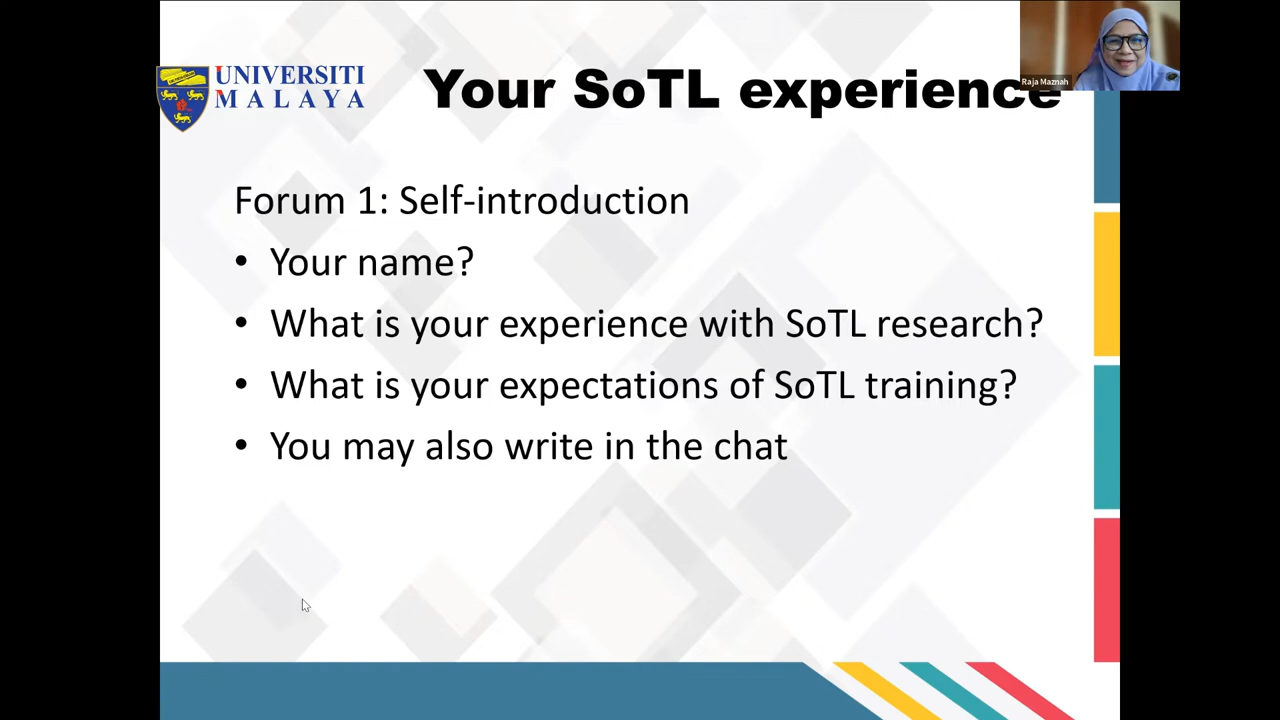 UNIVERSITI
MALAYA
Your SoTL experience
Raja Maznah
Forum 1: Self-introduction
• Your name?
• What is your experience with SoTL research?
• What is your expectations of SoTL training?
• You may also write in the chat